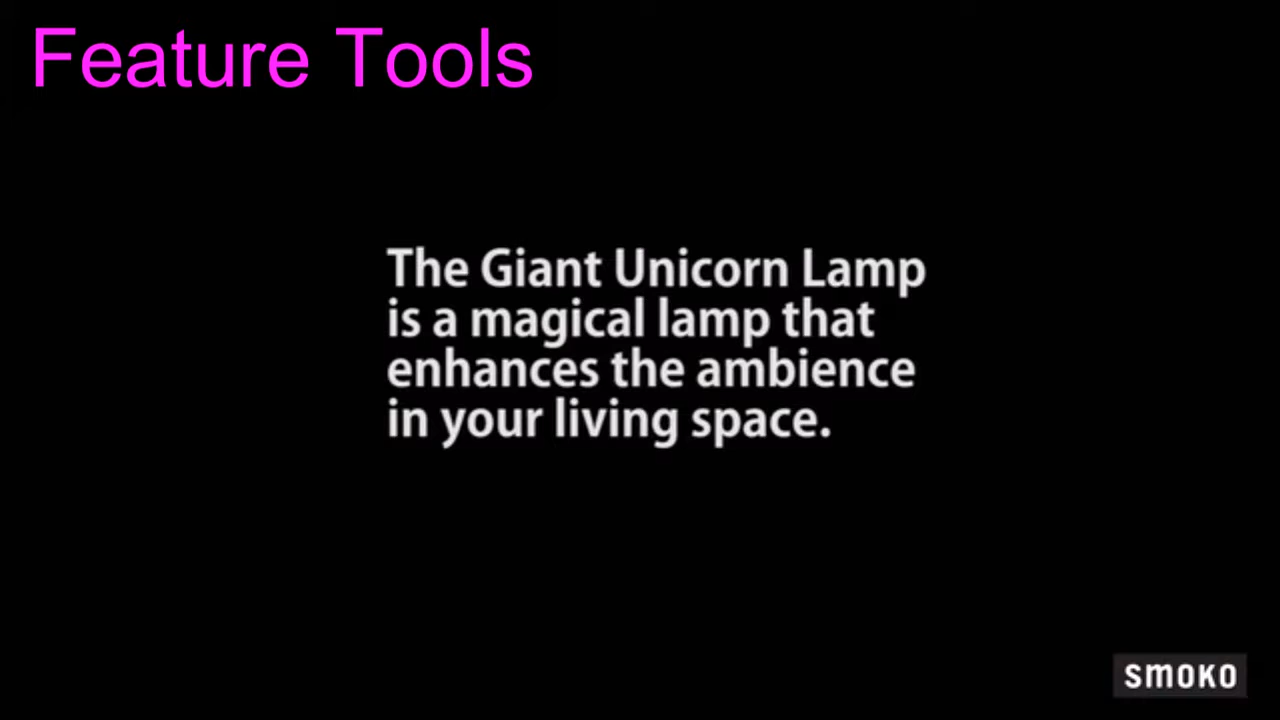 Feature Tools
The Giant Unicorn Lamp
is a magical lamp that
enhances the ambience
in your living space.
SMOKO